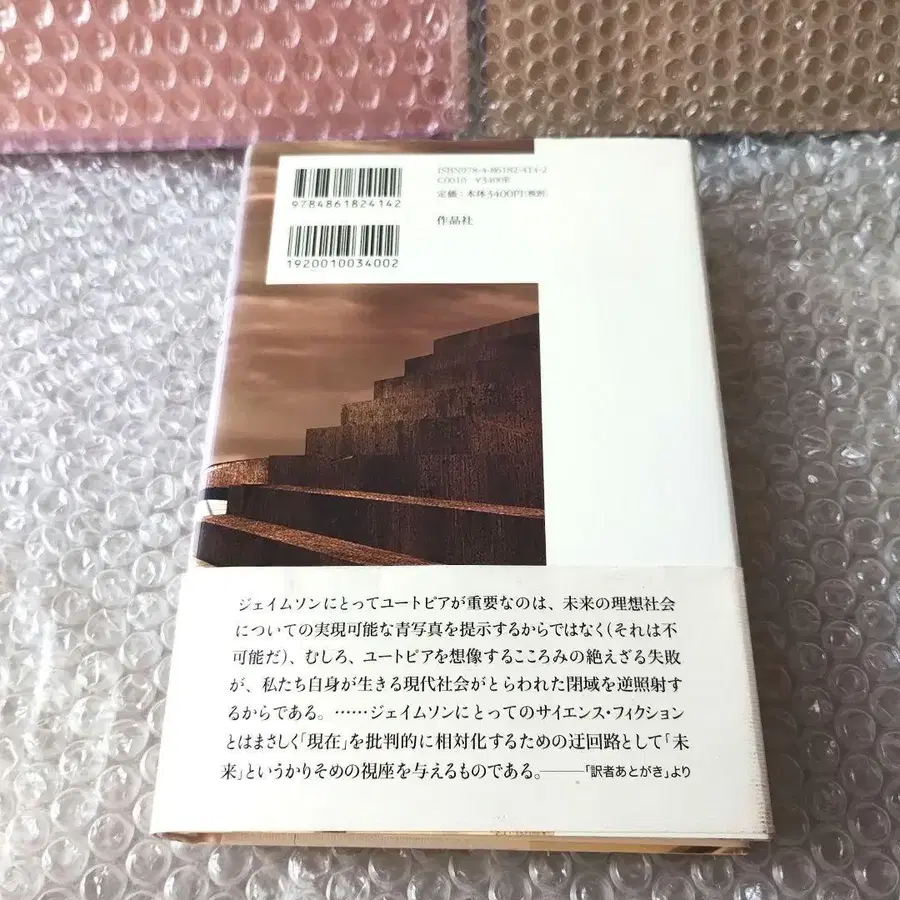 9784861824142
1920010034002
ISBN978-4-86182-414-2
C0010 ¥3400E
定価：本体3400円(税別)
作品社
ジェイムソンにとってユートピアが重要なのは、未来の理想社会
についての実現可能な青写真を提示するからではなく(それは不
可能だ)、むしろ、ユートピアを想像するこころみの絶えざる失敗
が、私たち自身が生きる現代社会がとらわれた閉域を逆照射す
るからである。……ジェイムソンにとってのサイエンス・フィクション
とはまさしく「現在」を批判的に相対化するための迂回路として「未
来」というかりそめの視座を与えるものである。──「訳者あとがき」より